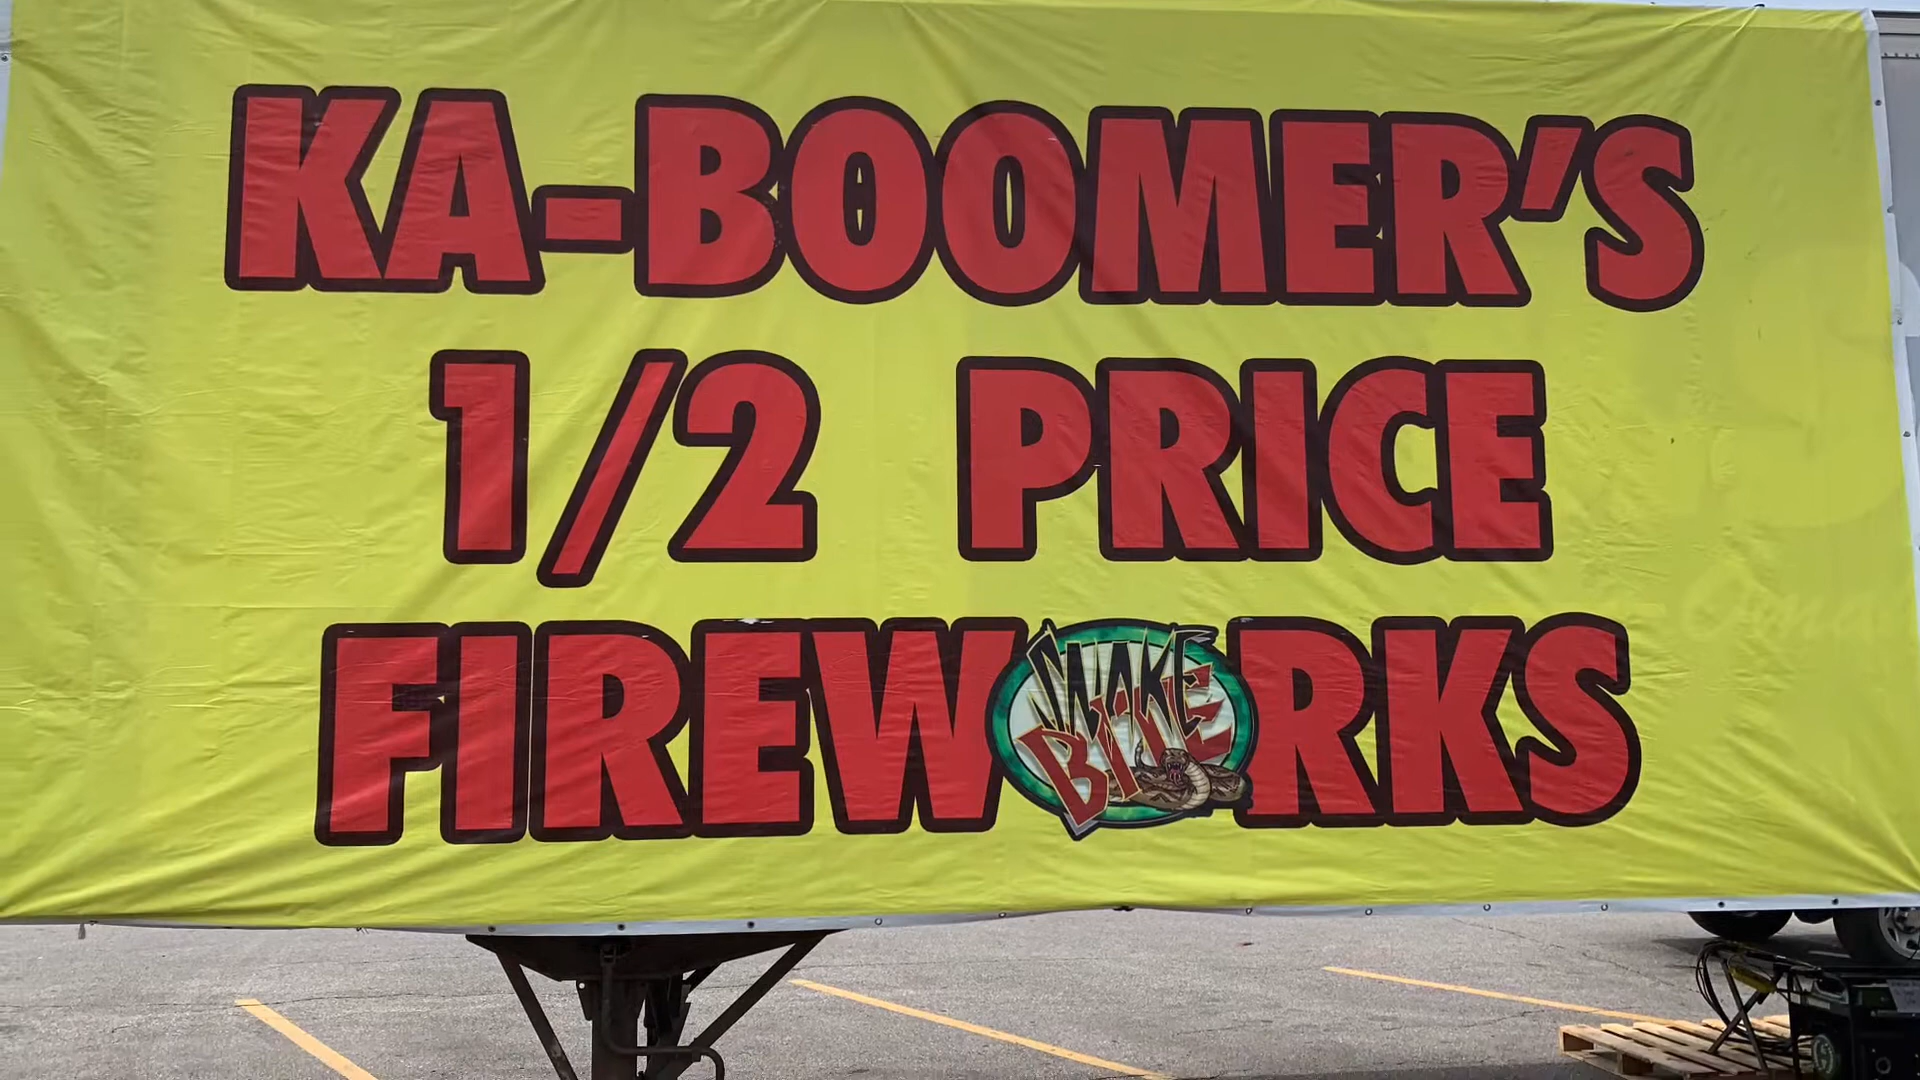 KA-BOOMER'S
1/2 PRICE
FIREWORKS
SNAKE
BITE